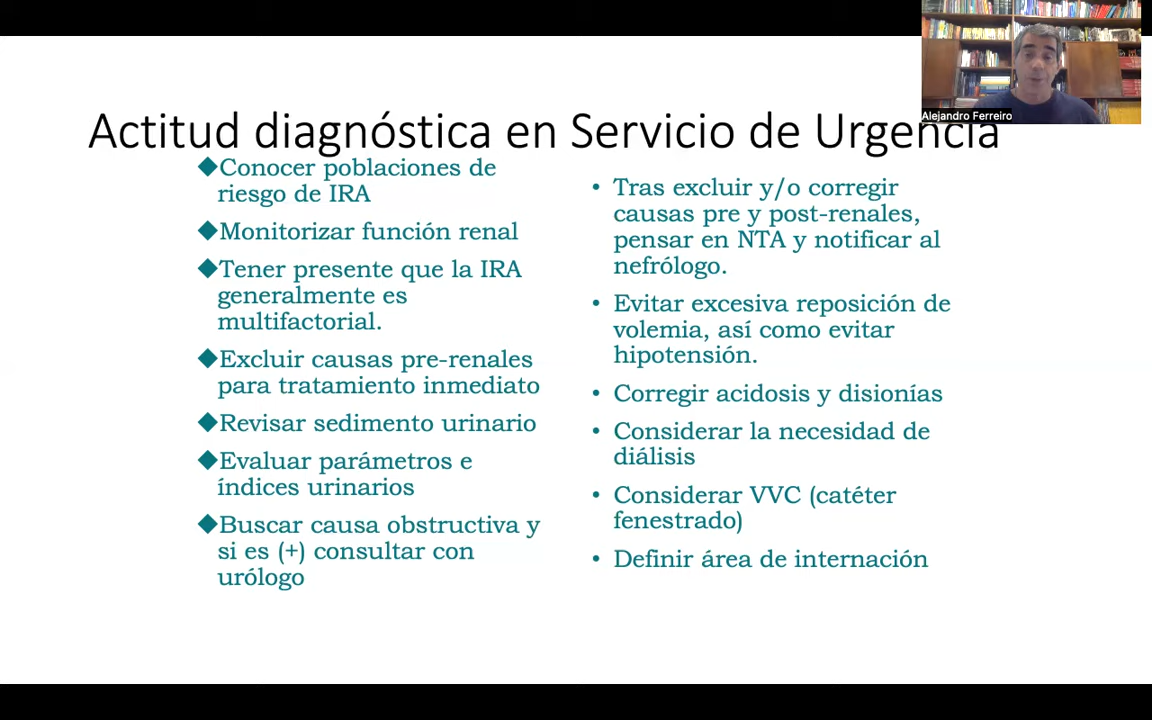 Alejandro Ferreiro
Actitud diagnóstica en Servicio de Urgencia
◆Conocer poblaciones de
riesgo de IRA
◆Monitorizar función renal
◆Tener presente que la IRA
generalmente es
multifactorial.
◆Excluir causas pre-renales
para tratamiento inmediato
◆Revisar sedimento urinario
◆Evaluar parámetros e
índices urinarios
◆Buscar causa obstructiva y
si es (+) consultar con
urólogo
• Tras excluir y/o corregir
causas pre y post-renales,
pensar en NTA y notificar al
nefrólogo.
• Evitar excesiva reposición de
volemia, así como evitar
hipotensión.
• Corregir acidosis y disionías
• Considerar la necesidad de
diálisis
• Considerar VVC (catéter
fenestrado)
• Definir área de internación